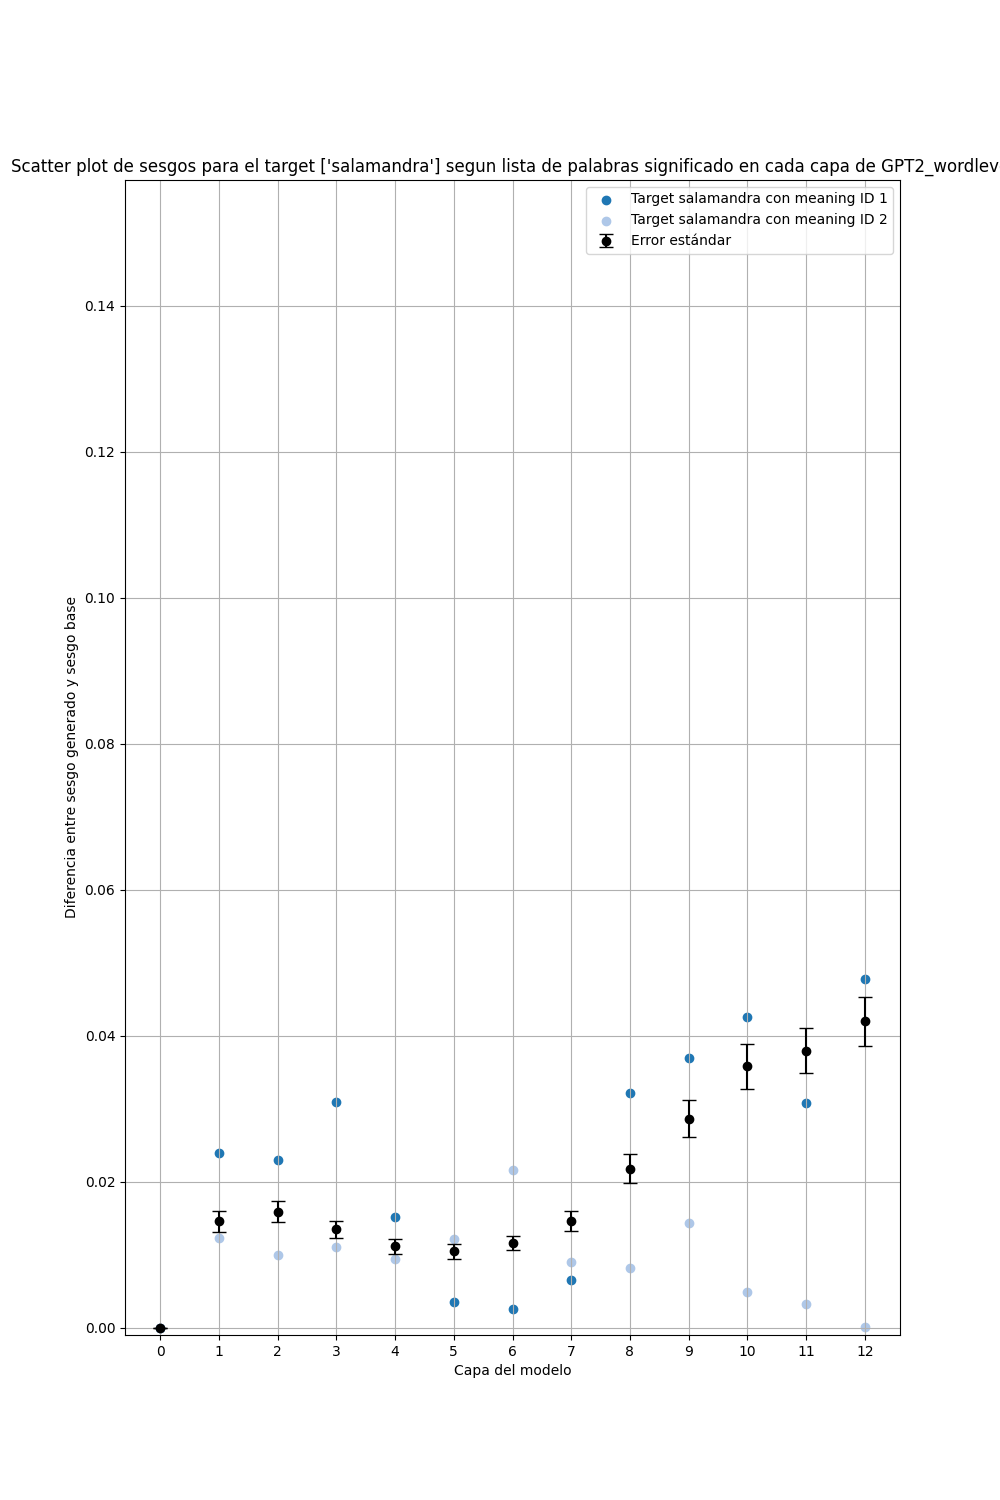 Scatter plot de sesgos para el target ['salamandra'] segun lista de palabras significado en cada capa de GPT2_wordlev
Target salamandra con meaning ID 1
Target salamandra con meaning ID 2
Error estándar
0.14
0.12
0.10
0.08
0.06
0.04
0.02
0.00
Diferencia entre sesgo generado y sesgo base
0 1 2 3 4 5 6 7 8 9 10 11 12
Capa del modelo